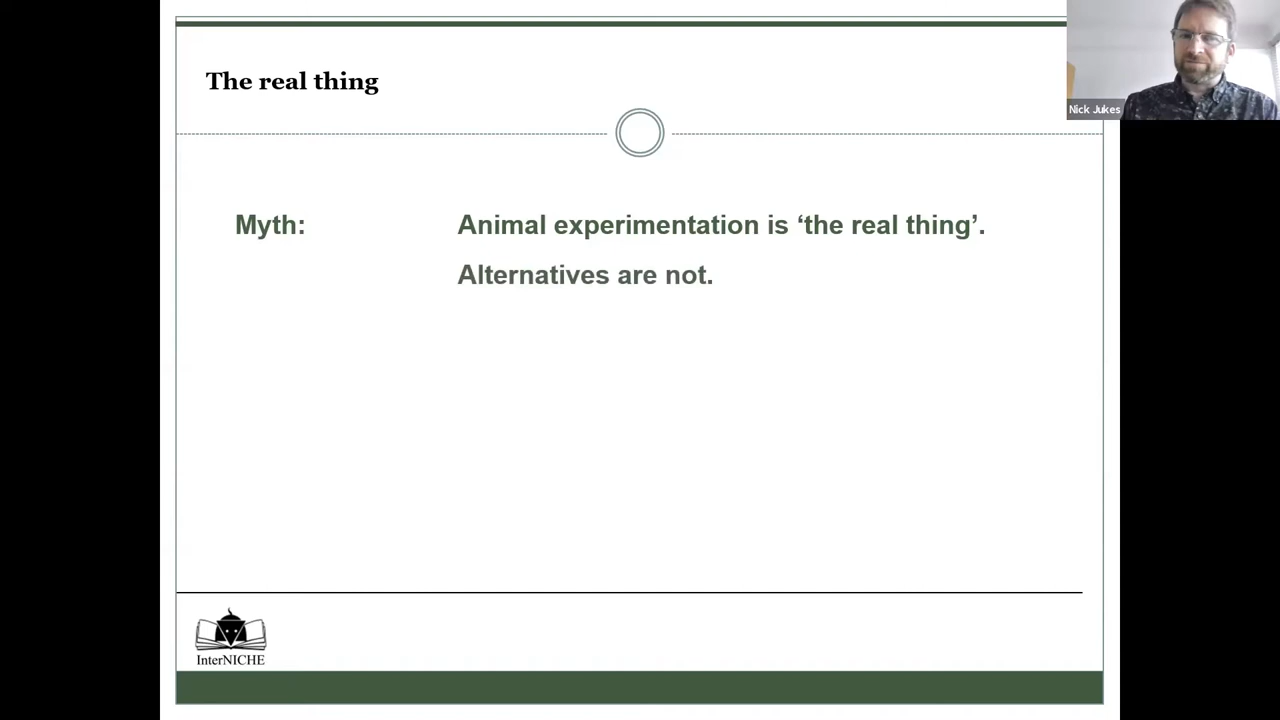 The real thing
Nick Jukes
Myth: Animal experimentation is ‘the real thing’.
Alternatives are not.
InterNICHE